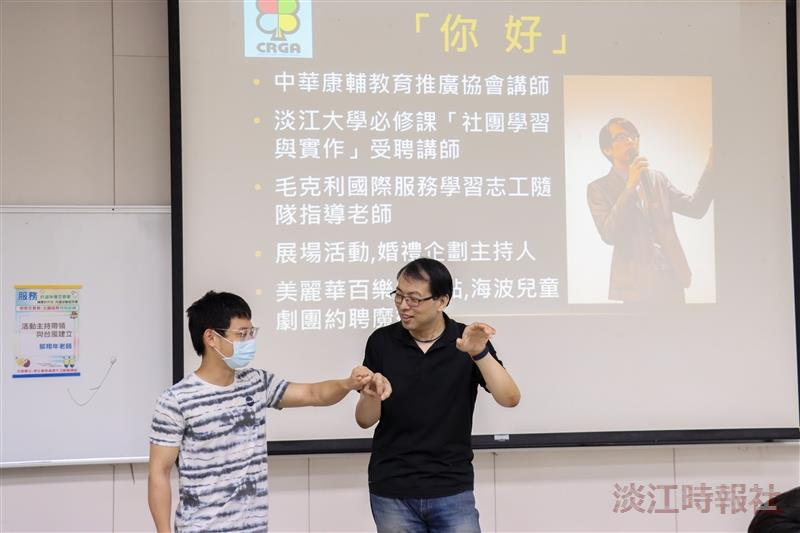 CRGA
「你 好」
• 中華康輔教育推廣協會講師
• 淡江大學必修課「社團學習
與實作」受聘講師
• 毛克利國際服務學習志工隨
隊指導老師
• 展場活動,婚禮企劃主持人
• 美麗華百樂
站,海波兒童
劇團約聘魔
服務
活動主持帶領
與台風建立
淡江時報社